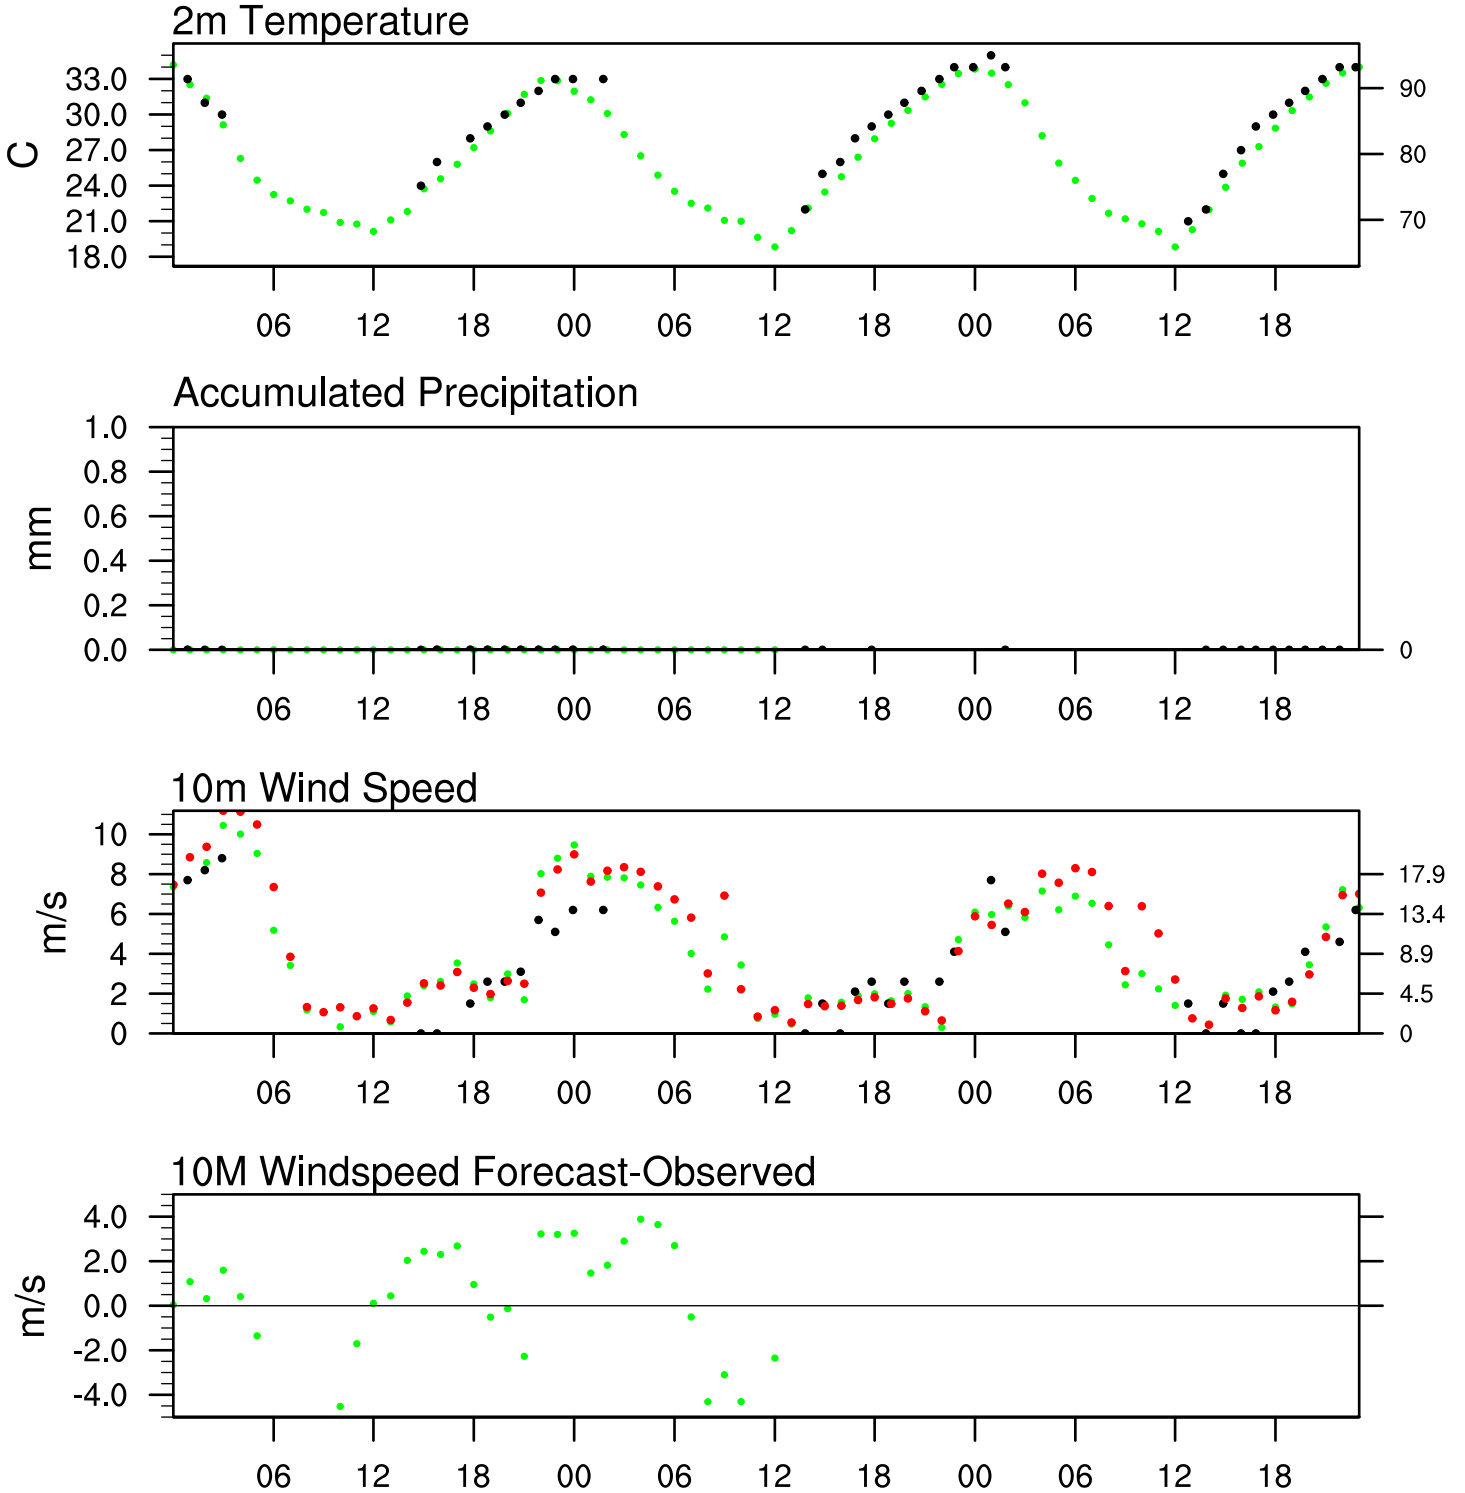 2m Temperature
33.0
30.0
27.0
24.0
21.0
18.0
C
90
80
70
06 12 18 00 06 12 18 00 06 12 18
Accumulated Precipitation
1.0
0.8
0.6
0.4
0.2
0.0
mm
0
06 12 18 00 06 12 18 00 06 12 18
10m Wind Speed
10
8
6
4
2
0
m/s
17.9
13.4
8.9
4.5
0
06 12 18 00 06 12 18 00 06 12 18
10M Windspeed Forecast-Observed
4.0
2.0
0.0
-2.0
-4.0
m/s
06 12 18 00 06 12 18 00 06 12 18